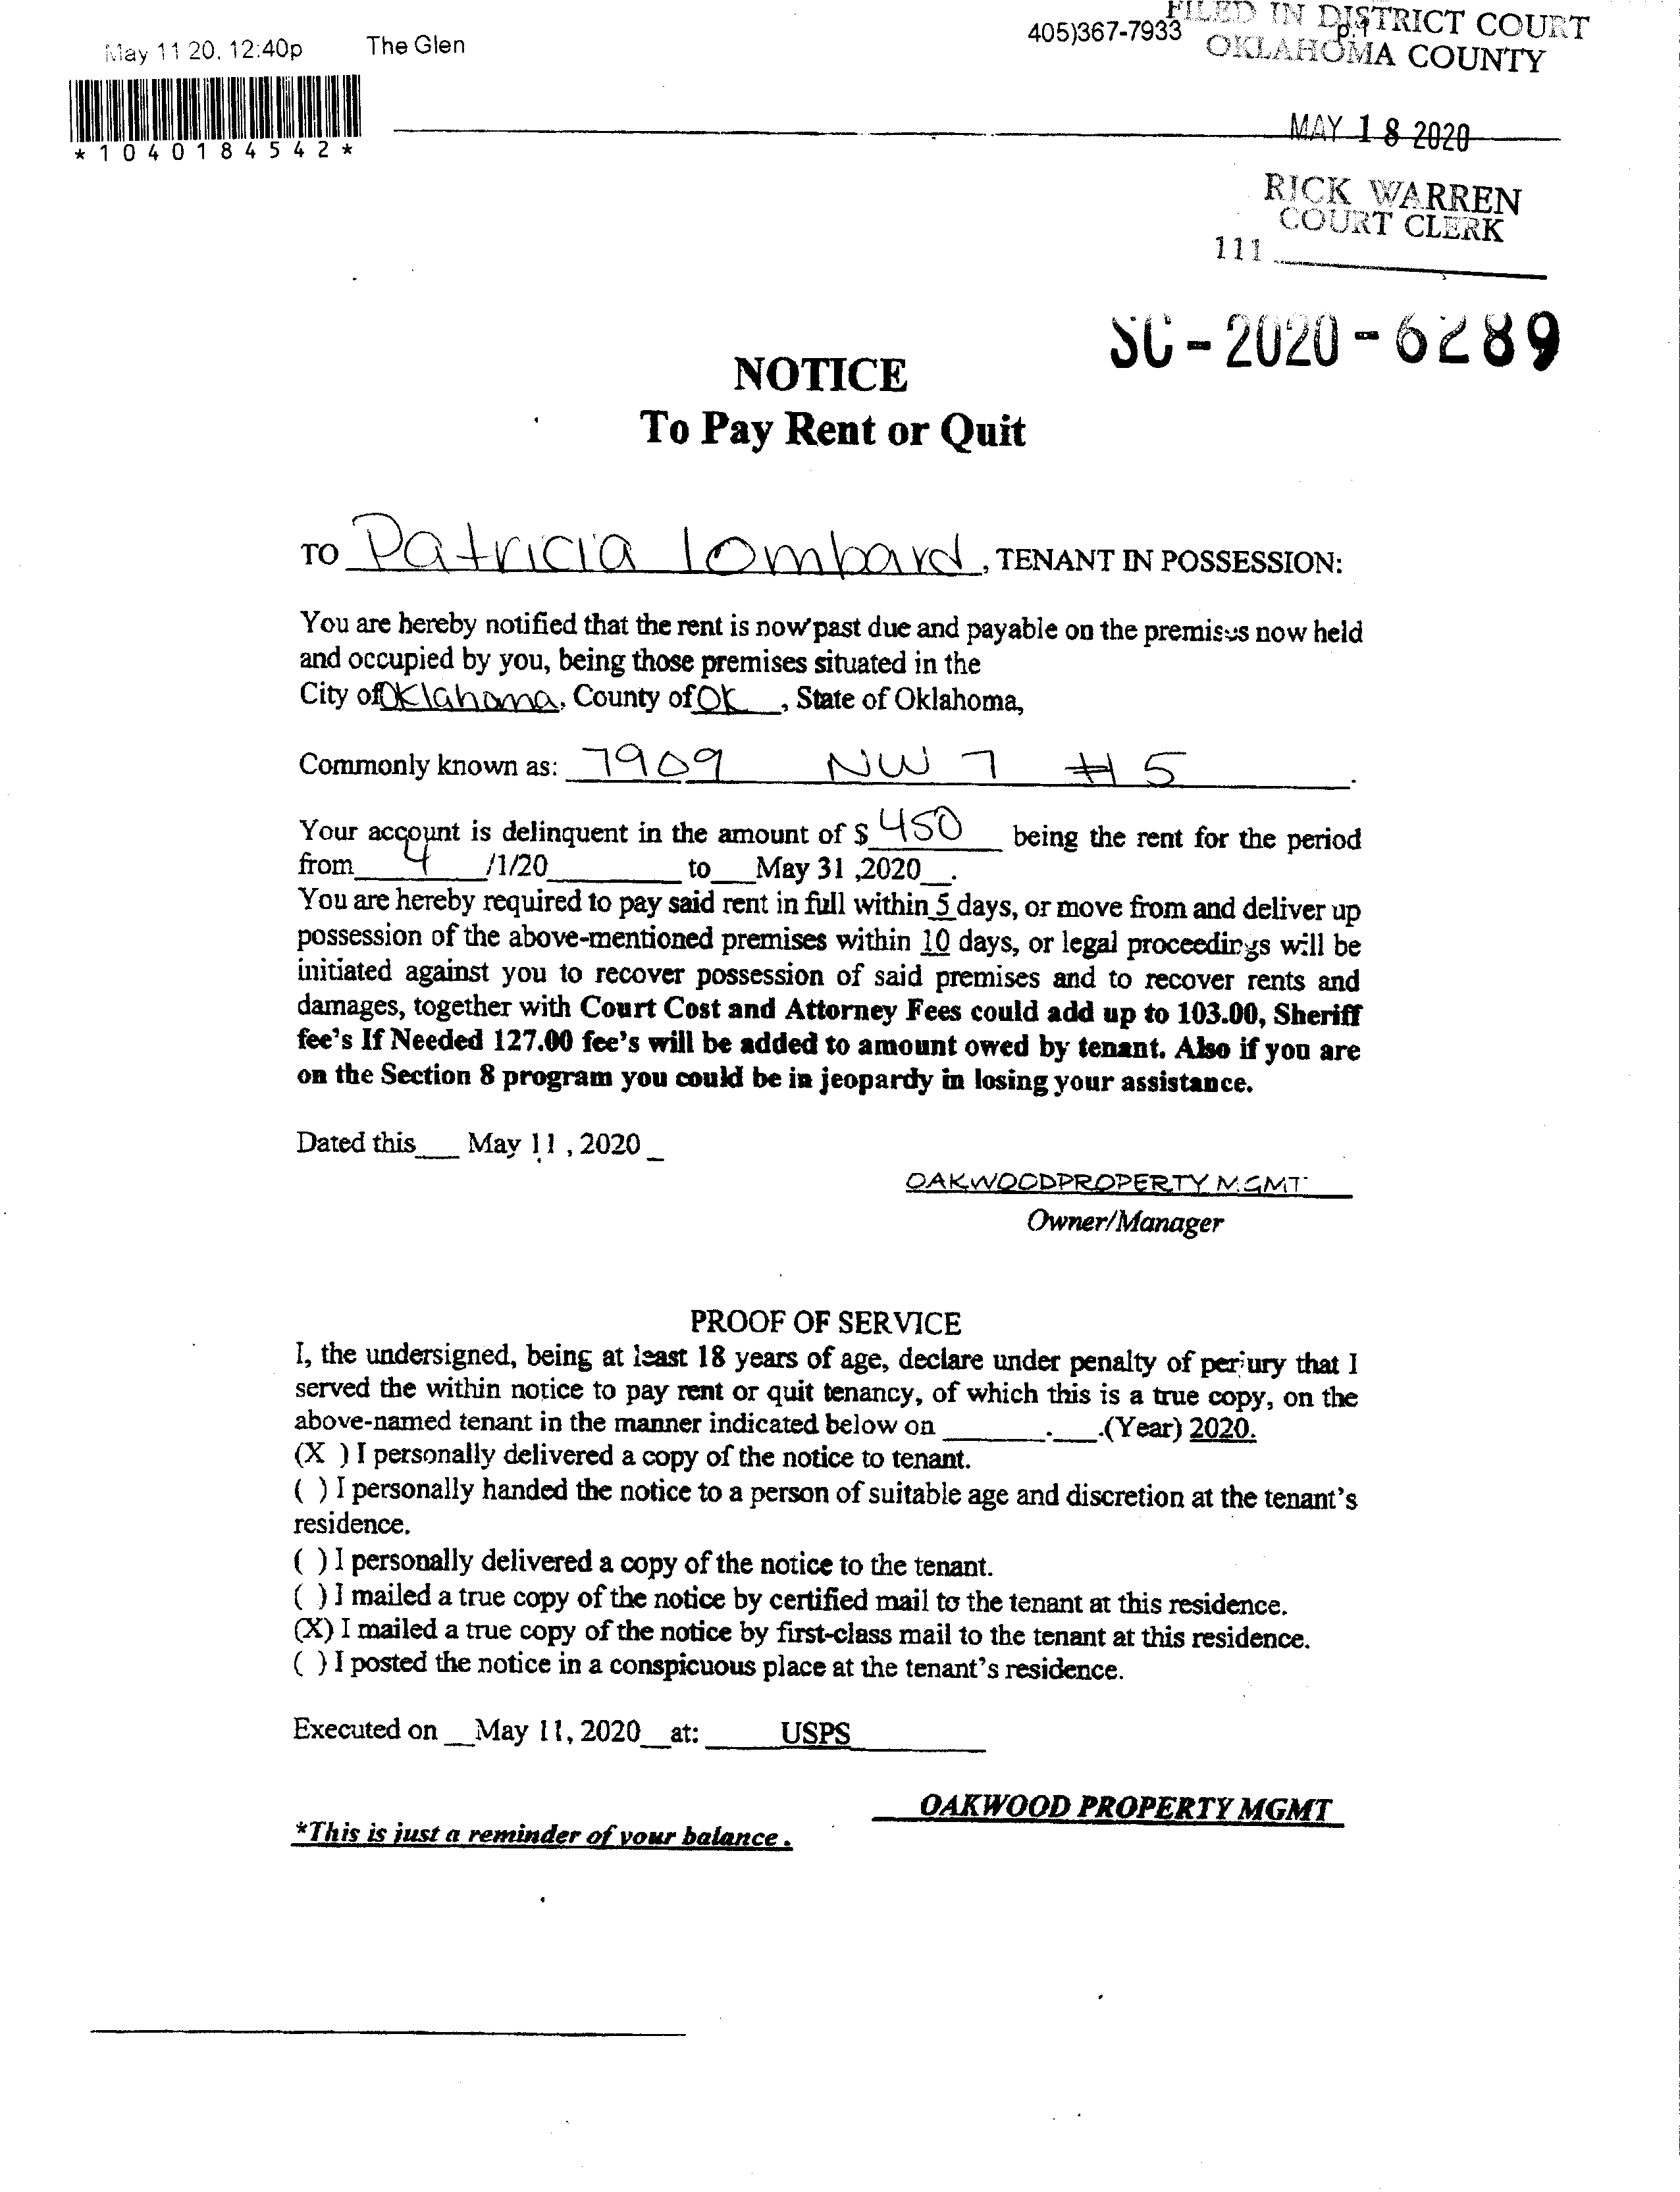 May 11 20, 12:40p The Glen 405)367-7933 p.1
FILED IN DISTRICT COURT
OKLAHOMA COUNTY
*1040184542*
MAY 18 2020
RICK WARREN
COURT CLERK
111
SC-2020-6289
NOTICE
To Pay Rent or Quit
TO Patricia lombard, TENANT IN POSSESSION:
You are hereby notified that the rent is now past due and payable on the premises now held
and occupied by you, being those premises situated in the
City of Oklahoma, County of OK, State of Oklahoma,
Commonly known as: 7909 NW 7 #5.
Your account is delinquent in the amount of $ 450 being the rent for the period
from 4 /1/20 to May 31 ,2020 .
You are hereby required to pay said rent in full within 5 days, or move from and deliver up
possession of the above-mentioned premises within 10 days, or legal proceedings will be
initiated against you to recover possession of said premises and to recover rents and
damages, together with Court Cost and Attorney Fees could add up to 103.00, Sheriff
fee's If Needed 127.00 fee's will be added to amount owed by tenant. Also if you are
on the Section 8 program you could be in jeopardy in losing your assistance.
Dated this___ May 11 , 2020 _
OAKWOODPROPERTY MGMT
Owner/Manager
PROOF OF SERVICE
I, the undersigned, being at least 18 years of age, declare under penalty of perjury that I
served the within notice to pay rent or quit tenancy, of which this is a true copy, on the
above-named tenant in the manner indicated below on ______.___.(Year) 2020.
(X ) I personally delivered a copy of the notice to tenant.
( ) I personally handed the notice to a person of suitable age and discretion at the tenant's
residence.
( ) I personally delivered a copy of the notice to the tenant.
( ) I mailed a true copy of the notice by certified mail to the tenant at this residence.
(X) I mailed a true copy of the notice by first-class mail to the tenant at this residence.
( ) I posted the notice in a conspicuous place at the tenant's residence.
Executed on __May 11, 2020__at: USPS
OAKWOOD PROPERTY MGMT
*This is just a reminder of your balance.